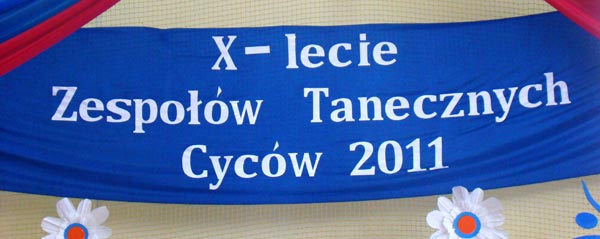 X-lecie
Zespołów Tanecznych
Cyców 2011